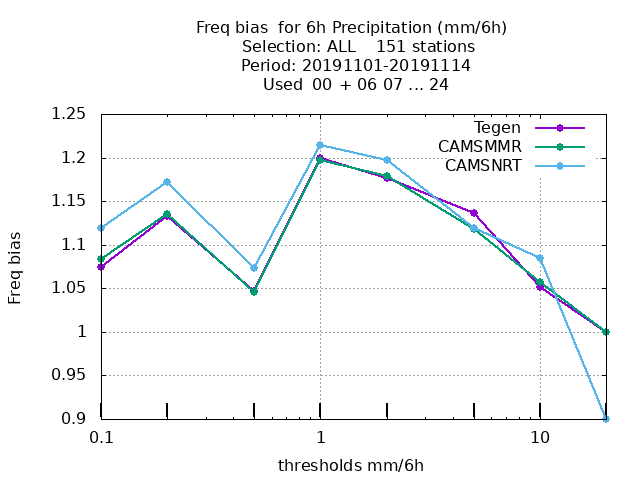 Freq bias  for 6h Precipitation (mm/6h)
Selection: ALL    151 stations
Period: 20191101-20191114
Used  00 + 06 07 ... 24
Tegen
CAMSMMR
CAMSNRT
1.25
1.2
1.15
1.1
1.05
1
0.95
0.9
Freq bias
0.1 1 10
thresholds mm/6h